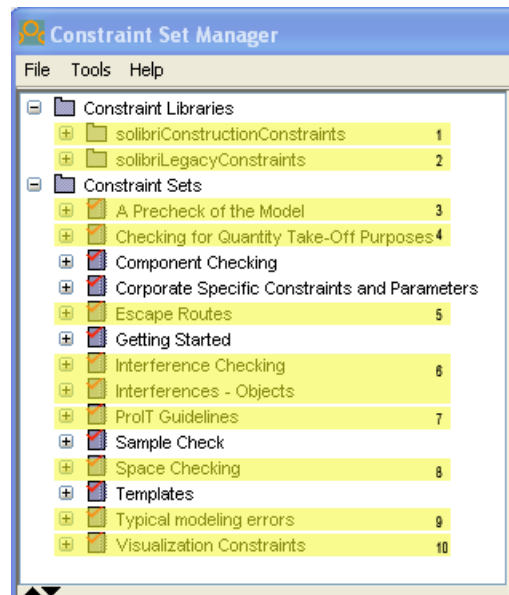 Constraint Set Manager
File Tools Help
Constraint Libraries
solibriConstructionConstraints 1
solibriLegacyConstraints 2
Constraint Sets
A Precheck of the Model 3
Checking for Quantity Take-Off Purposes 4
Component Checking
Corporate Specific Constraints and Parameters
Escape Routes 5
Getting Started
Interference Checking 6
Interferences - Objects
ProIT Guidelines 7
Sample Check
Space Checking 8
Templates
Typical modeling errors 9
Visualization Constraints 10